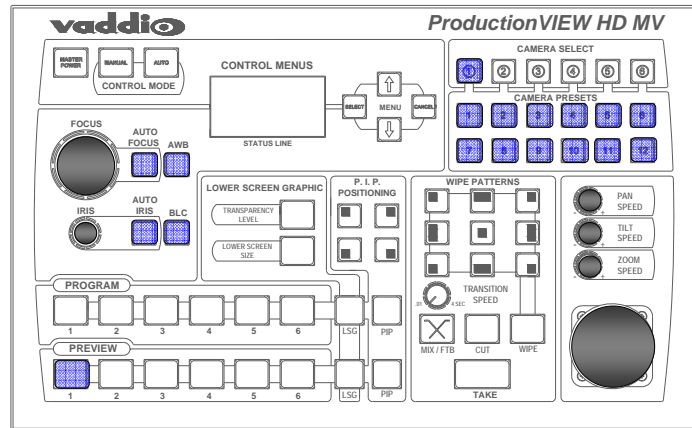 vaddio
ProductionVIEW HD MV
MASTER
POWER
MANUAL
AUTO
CONTROL MODE
CONTROL MENUS
SELECT
MENU
CANCEL
STATUS LINE
CAMERA SELECT
1 2 3 4 5 6
CAMERA PRESETS
1 2 3 4 5 6
7 8 9 10 11 12
FOCUS
AUTO
FOCUS
AWB
IRIS
AUTO
IRIS
BLC
LOWER SCREEN GRAPHIC
TRANSPARENCY
LEVEL
LOWER SCREEN
SIZE
P. I. P.
POSITIONING
WIPE PATTERNS
TRANSITION
SPEED
.01
4 SEC
MIX / FTB
CUT
WIPE
TAKE
PAN
SPEED
TILT
SPEED
ZOOM
SPEED
PROGRAM
1 2 3 4 5 6 LSG PIP
PREVIEW
1 2 3 4 5 6 LSG PIP